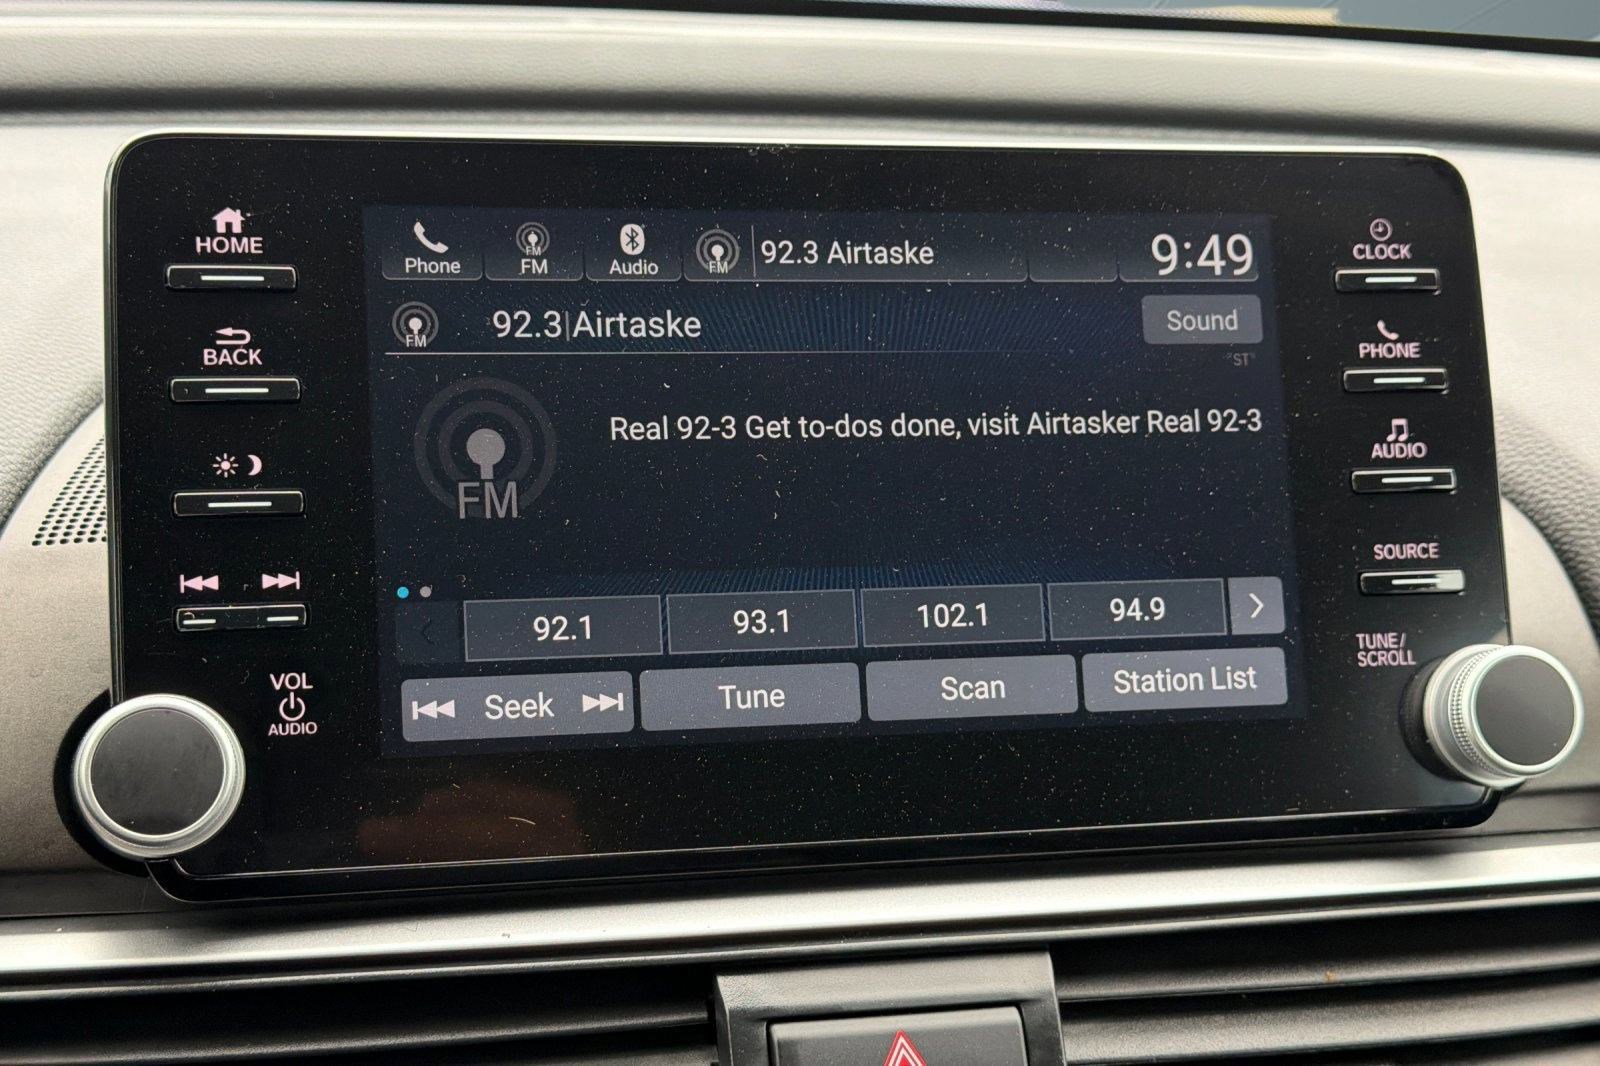 HOME
BACK
VOL
AUDIO
Phone
FM
FM
Audio
FM
92.3 Airtaske
9:49
FM
92.3 Airtaske
Sound
"ST"
FM
Real 92-3 Get to-dos done, visit Airtasker Real 92-3
92.1
93.1
102.1
94.9
Seek
Tune
Scan
Station List
CLOCK
PHONE
AUDIO
SOURCE
TUNE/
SCROLL